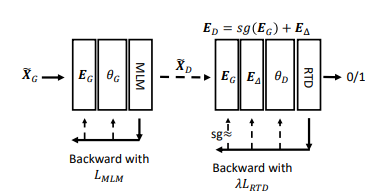 E_D = sg(E_G) + E_Δ
X̃_G
E_G
θ_G
MLM
X̃_D
E_G
E_Δ
θ_D
RTD
0/1
sg≈
Backward with
L_MLM
Backward with
λL_RTD